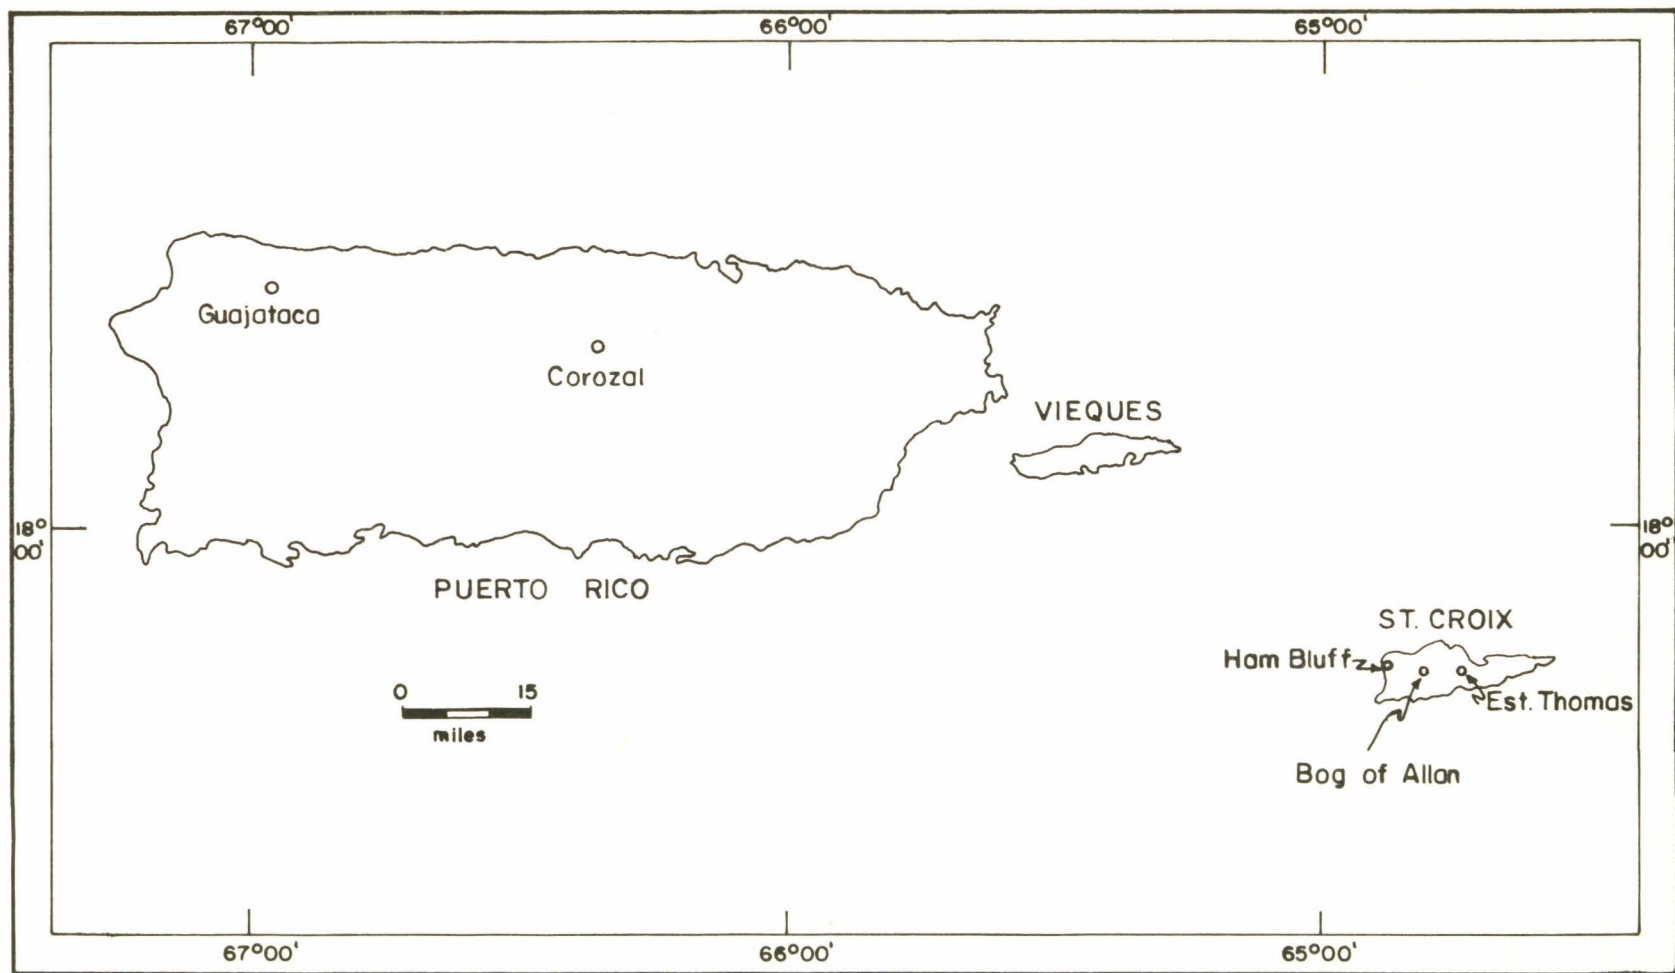 67°00'
66°00'
65°00'
Guajataca
Corozal
VIEQUES
18°
00'
18°
00'
PUERTO RICO
ST. CROIX
Ham Bluff
Est. Thomas
0
15
miles
Bog of Allan
67°00'
66°00'
65°00'